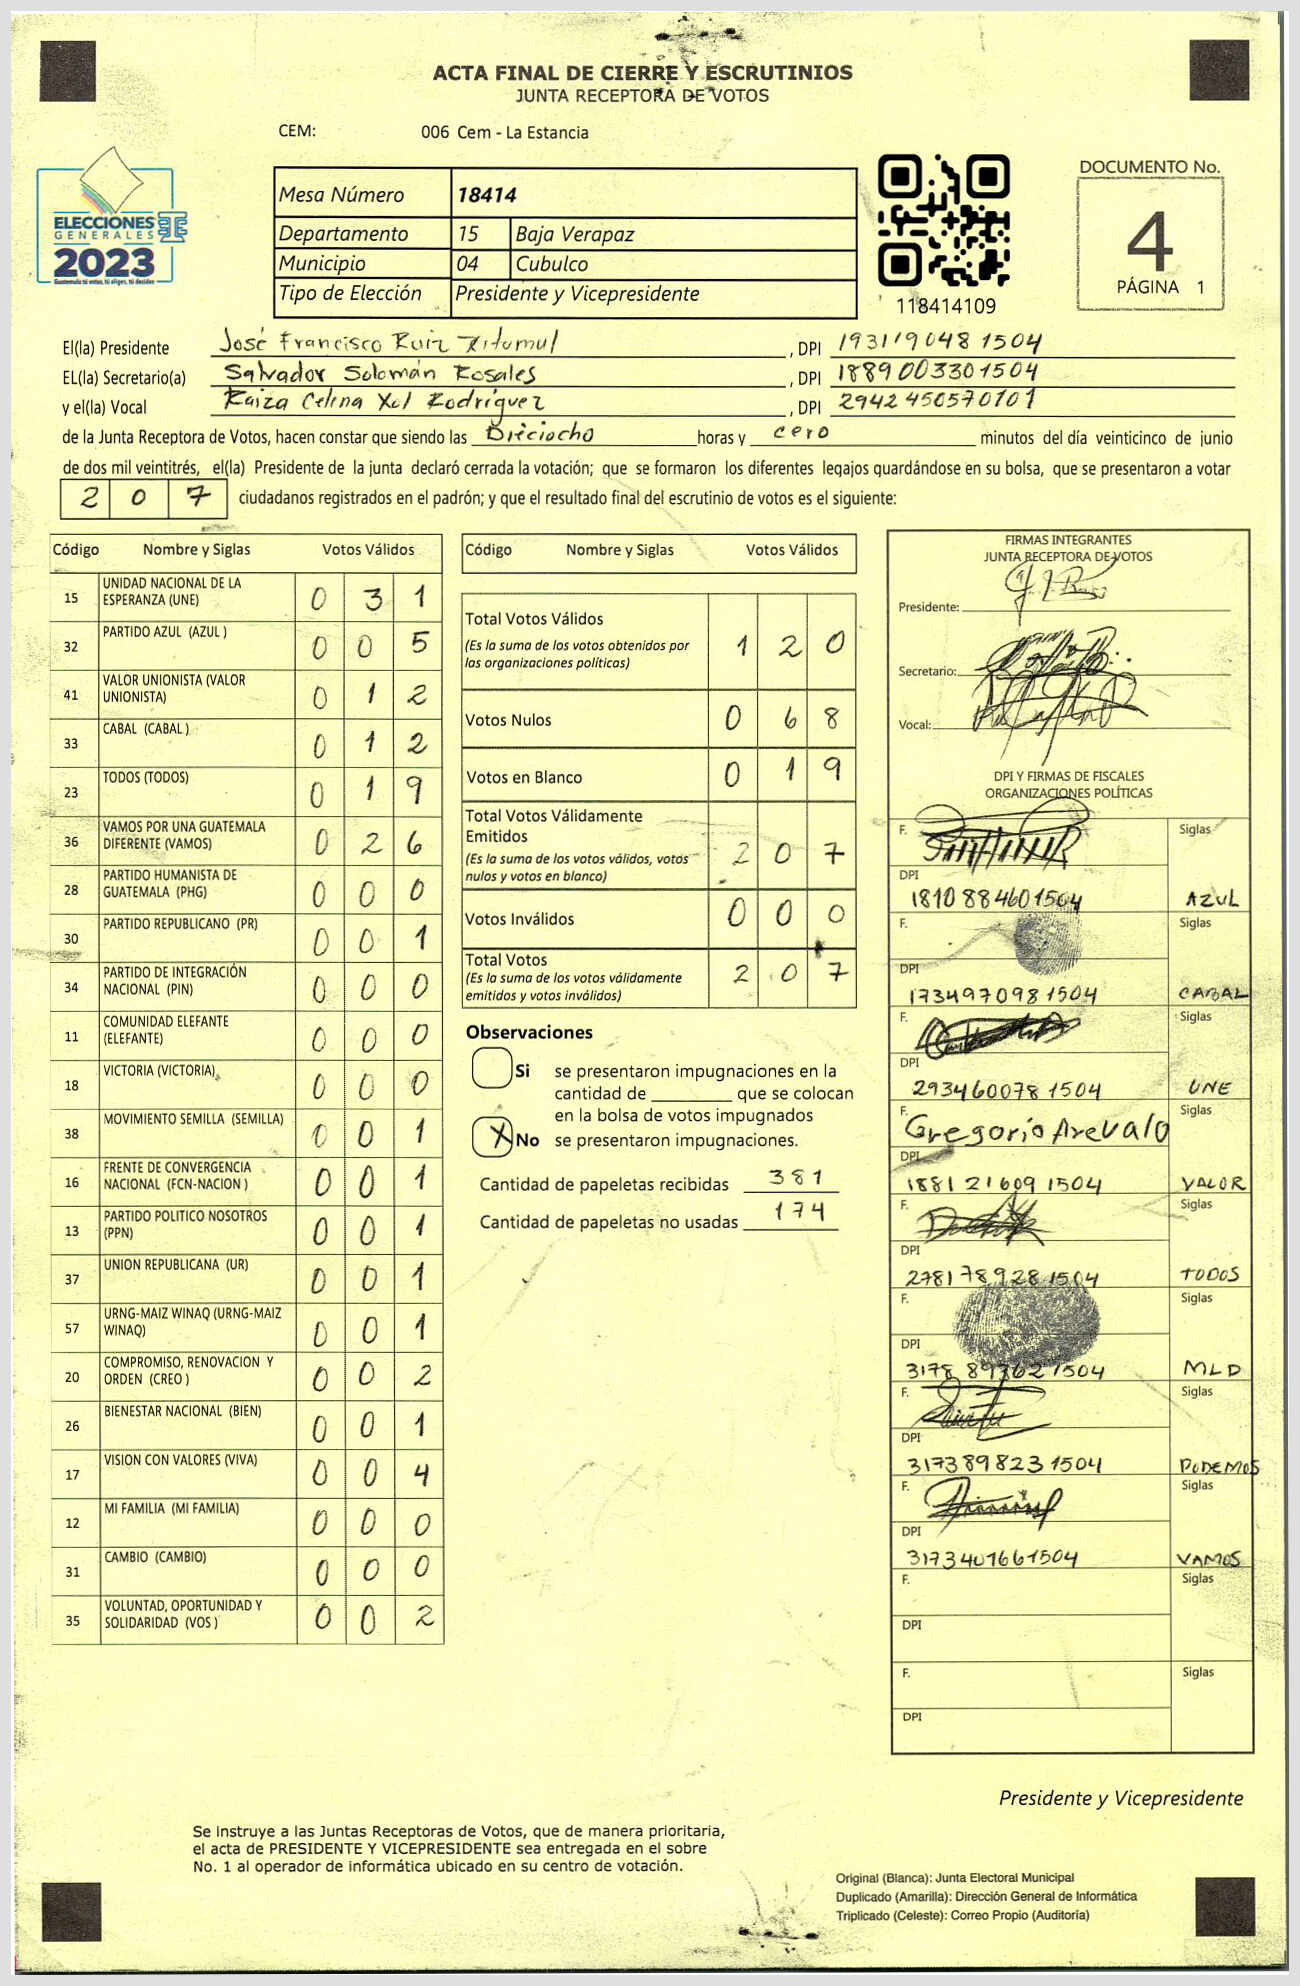 ACTA FINAL DE CIERRE Y ESCRUTINIOS
JUNTA RECEPTORA DE VOTOS
CEM: 006 Cem - La Estancia
ELECCIONES
GENERALES
2023
Guatemala tú votas, tú eliges, tú decides
Mesa Número 18414
Departamento 15 Baja Verapaz
Municipio 04 Cubulco
Tipo de Elección Presidente y Vicepresidente
118414109
DOCUMENTO No.
4
PÁGINA 1
El(la) Presidente José Francisco Ruiz Xitumul , DPI 193119048 1504
EL(la) Secretario(a) Salvador Solomán Rosales , DPI 1889003301504
y el(la) Vocal Raiza Celina Xol Rodríguez , DPI 2942450570101
de la Junta Receptora de Votos, hacen constar que siendo las Dieciocho horas y cero minutos del día veinticinco de junio
de dos mil veintitrés, el(la) Presidente de la junta declaró cerrada la votación; que se formaron los diferentes legajos guardándose en su bolsa, que se presentaron a votar
2 0 7 ciudadanos registrados en el padrón; y que el resultado final del escrutinio de votos es el siguiente:
Código Nombre y Siglas Votos Válidos
15 UNIDAD NACIONAL DE LA
ESPERANZA (UNE) 0 3 1
32 PARTIDO AZUL (AZUL ) 0 0 5
41 VALOR UNIONISTA (VALOR
UNIONISTA) 0 1 2
33 CABAL (CABAL ) 0 1 2
23 TODOS (TODOS) 0 1 9
36 VAMOS POR UNA GUATEMALA
DIFERENTE (VAMOS) 0 2 6
28 PARTIDO HUMANISTA DE
GUATEMALA (PHG) 0 0 0
30 PARTIDO REPUBLICANO (PR) 0 0 1
34 PARTIDO DE INTEGRACIÓN
NACIONAL (PIN) 0 0 0
11 COMUNIDAD ELEFANTE
(ELEFANTE) 0 0 0
18 VICTORIA (VICTORIA) 0 0 0
38 MOVIMIENTO SEMILLA (SEMILLA) 0 0 1
16 FRENTE DE CONVERGENCIA
NACIONAL (FCN-NACION ) 0 0 1
13 PARTIDO POLITICO NOSOTROS
(PPN) 0 0 1
37 UNION REPUBLICANA (UR) 0 0 1
57 URNG-MAIZ WINAQ (URNG-MAIZ
WINAQ) 0 0 1
20 COMPROMISO, RENOVACION Y
ORDEN (CREO ) 0 0 2
26 BIENESTAR NACIONAL (BIEN) 0 0 1
17 VISION CON VALORES (VIVA) 0 0 4
12 MI FAMILIA (MI FAMILIA) 0 0 0
31 CAMBIO (CAMBIO) 0 0 0
35 VOLUNTAD, OPORTUNIDAD Y
SOLIDARIDAD (VOS ) 0 0 2
Código Nombre y Siglas Votos Válidos
Total Votos Válidos
(Es la suma de los votos obtenidos por
las organizaciones políticas) 1 2 0
Votos Nulos 0 6 8
Votos en Blanco 0 1 9
Total Votos Válidamente
Emitidos
(Es la suma de los votos válidos, votos
nulos y votos en blanco) 2 0 7
Votos Inválidos 0 0 0
Total Votos
(Es la suma de los votos válidamente
emitidos y votos inválidos) 2 0 7
Observaciones
Si se presentaron impugnaciones en la
cantidad de ________ que se colocan
en la bolsa de votos impugnados
X No se presentaron impugnaciones.
Cantidad de papeletas recibidas 381
Cantidad de papeletas no usadas 174
FIRMAS INTEGRANTES
JUNTA RECEPTORA DE VOTOS
Presidente:
Secretario:
Vocal:
DPI Y FIRMAS DE FISCALES
ORGANIZACIONES POLÍTICAS
F. Siglas
DPI
1810 88460 1504 AZUL
F. Siglas
DPI
173497098 1504 CABAL
F. Siglas
DPI
293460078 1504 UNE
F. Siglas
Gregorio Arevalo
DPI
1881 21609 1504 VALOR
F. Siglas
DPI
278178928 1504 TODOS
F. Siglas
DPI
3178 89362 1504 MLD
F. Siglas
DPI
317389823 1504 PODEMOS
F. Siglas
DPI
3173401661504 VAMOS
F. Siglas
DPI
F. Siglas
DPI
Presidente y Vicepresidente
Se instruye a las Juntas Receptoras de Votos, que de manera prioritaria,
el acta de PRESIDENTE Y VICEPRESIDENTE sea entregada en el sobre
No. 1 al operador de informática ubicado en su centro de votación.
Original (Blanca): Junta Electoral Municipal
Duplicado (Amarilla): Dirección General de Informática
Triplicado (Celeste): Correo Propio (Auditoría)